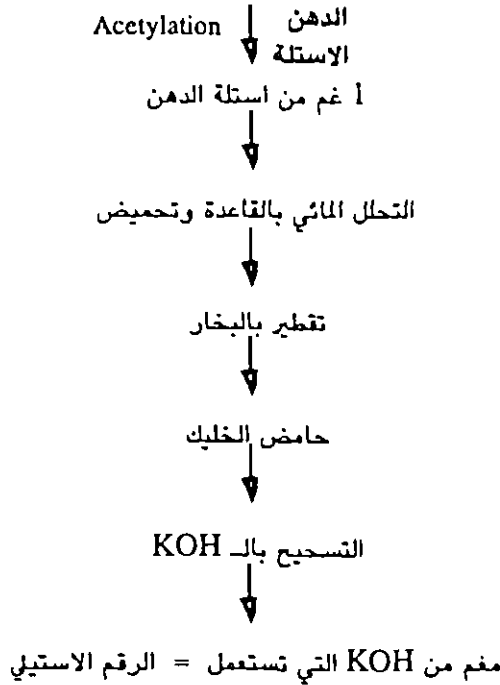 الدهن
Acetylation الاستلة
1 غم من استلة الدهن
التحلل المائي بالقاعدة وتحميض
تقطير بالبخار
حامض الخليك
التسحيح بالـ KOH
مغم من KOH التي تستعمل = الرقم الاستيلي